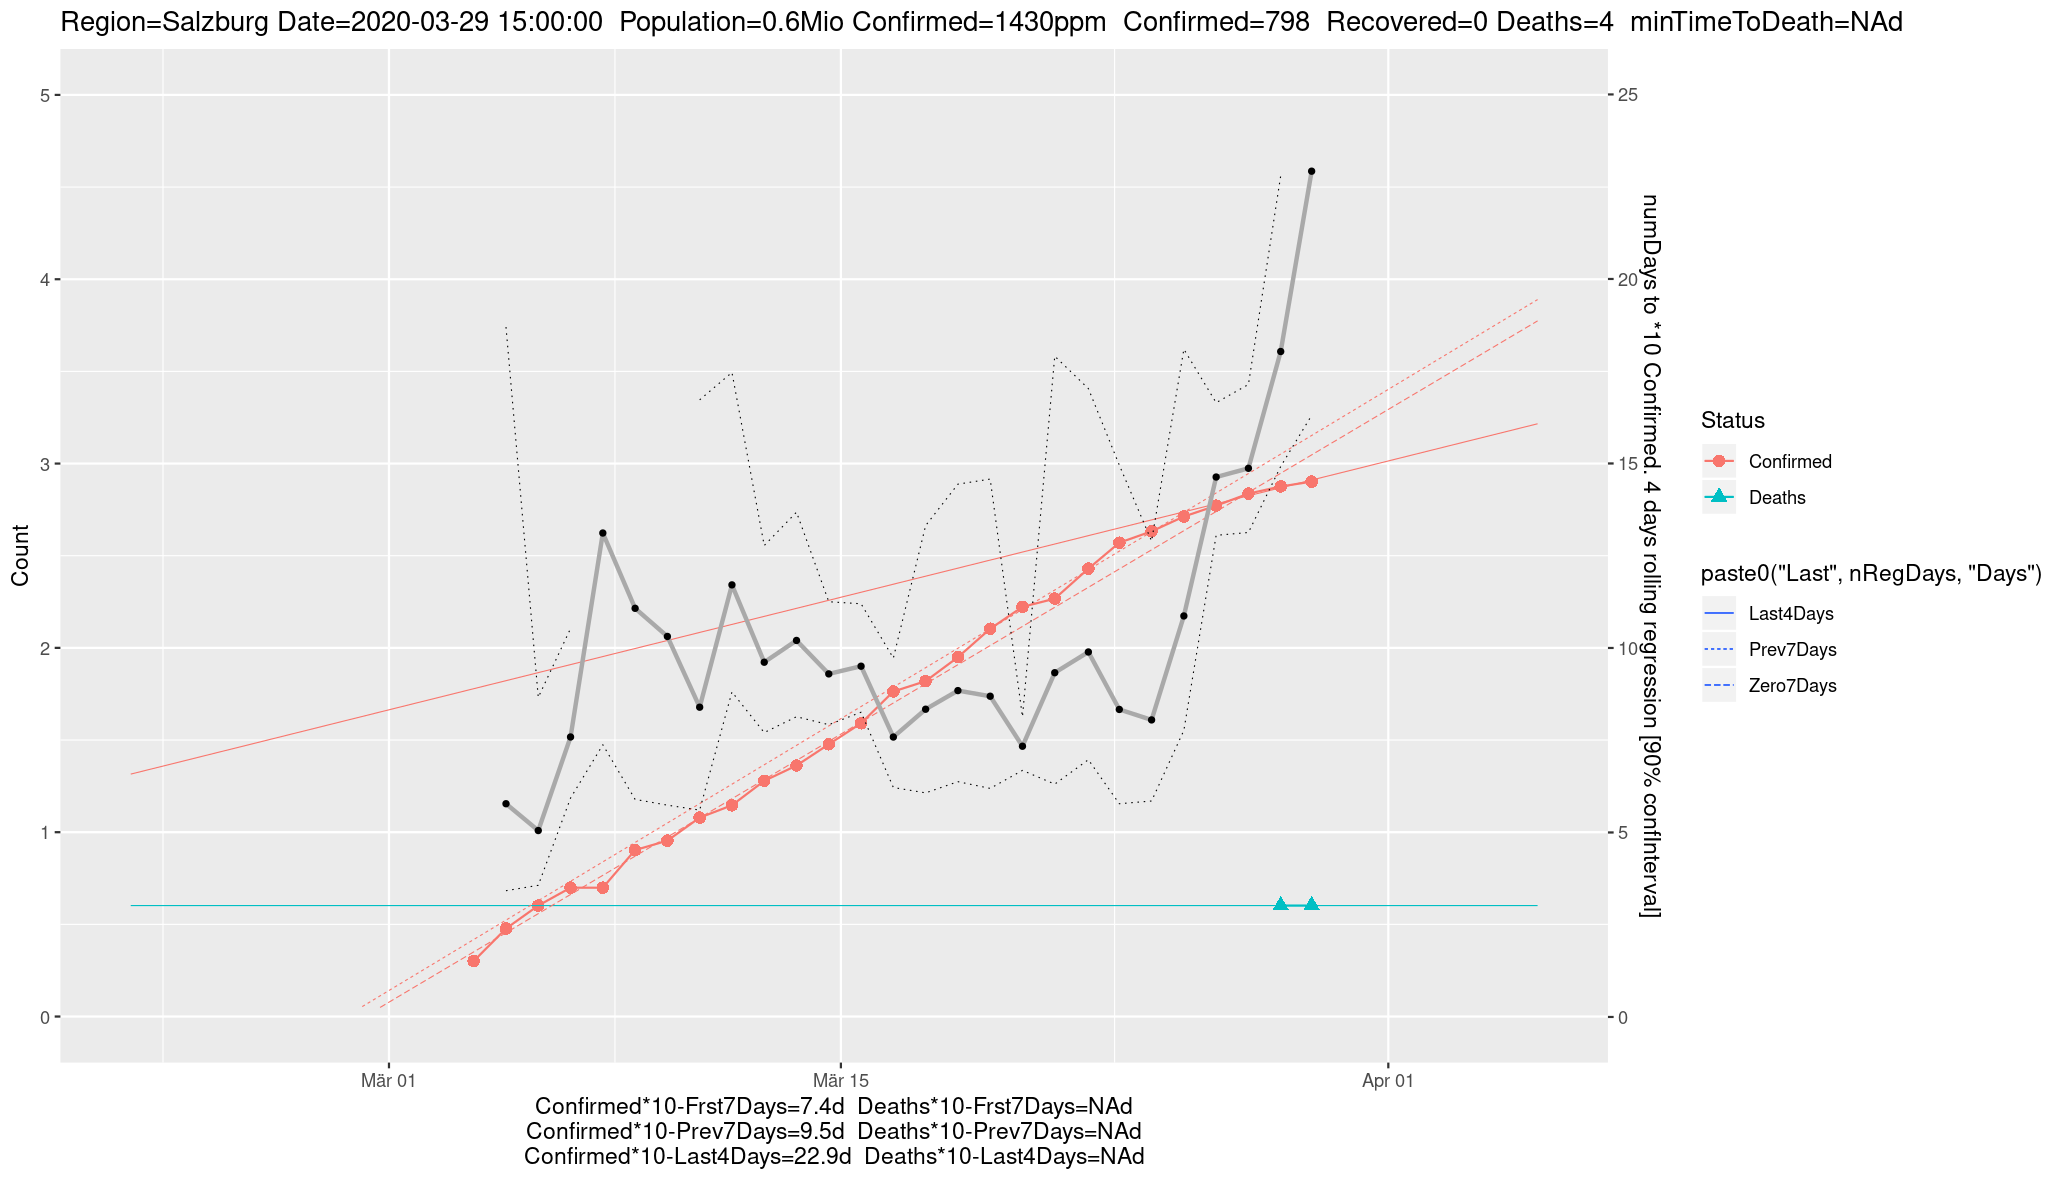 Region=Salzburg Date=2020-03-29 15:00:00  Population=0.6Mio Confirmed=1430ppm  Confirmed=798  Recovered=0 Deaths=4  minTimeToDeath=NAd
5
4
3
2
1
0
Count
25
20
15
10
5
0
numDays to *10 Confirmed. 4 days rolling regression [90% confInterval]
Status
Confirmed
Deaths
paste0("Last", nRegDays, "Days")
Last4Days
Prev7Days
Zero7Days
Mär 01
Mär 15
Apr 01
Confirmed*10-Frst7Days=7.4d  Deaths*10-Frst7Days=NAd
Confirmed*10-Prev7Days=9.5d  Deaths*10-Prev7Days=NAd
Confirmed*10-Last4Days=22.9d  Deaths*10-Last4Days=NAd